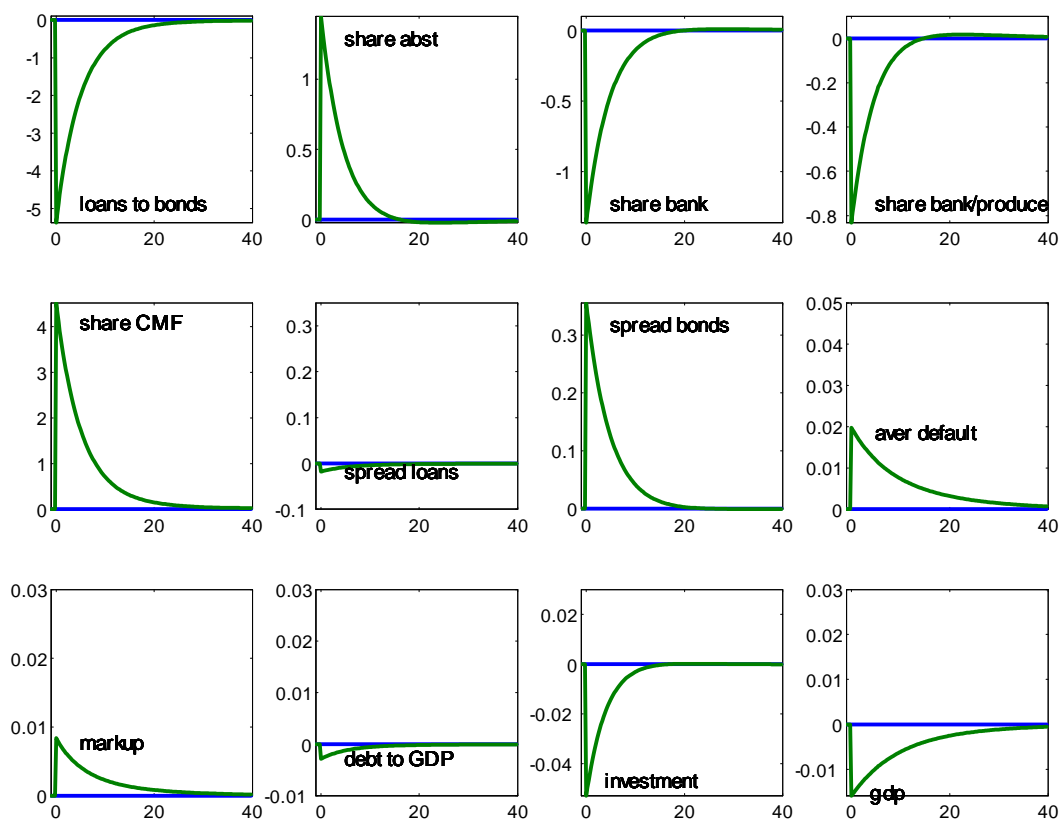 0
-1
-2
-3
-4
-5
loans to bonds
0 20 40
1
0.5
0
share abst
0 20 40
0
-0.5
-1
share bank
0 20 40
0
-0.2
-0.4
-0.6
-0.8
share bank/produce
0 20 40
4
3
2
1
0
share CMF
0 20 40
0.3
0.2
0.1
0
-0.1
spread loans
0 20 40
0.3
0.2
0.1
0
spread bonds
0 20 40
0.05
0.04
0.03
0.02
0.01
0
aver default
0 20 40
0.03
0.02
0.01
0
markup
0 20 40
0.03
0.02
0.01
0
-0.01
debt to GDP
0 20 40
0.02
0
-0.02
-0.04
investment
0 20 40
0.03
0.02
0.01
0
-0.01
gdp
0 20 40